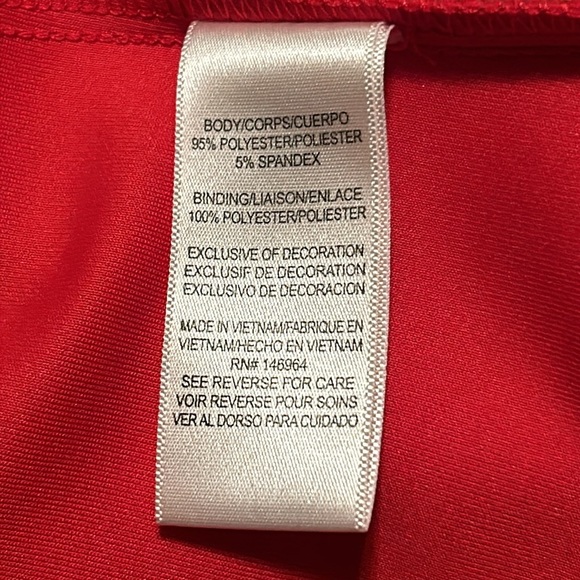 BODY/CORPS/CUERPO
95% POLYESTER/POLIESTER
5% SPANDEX
BINDING/LIAISON/ENLACE
100% POLYESTER/POLIESTER
EXCLUSIVE OF DECORATION
EXCLUSIF DE DECORATION
EXCLUSIVO DE DECORACION
MADE IN VIETNAM/FABRIQUE EN
VIETNAM/HECHO EN VIETNAM
RN# 146964
SEE REVERSE FOR CARE
VOIR REVERSE POUR SOINS
VER AL DORSO PARA CUIDADO